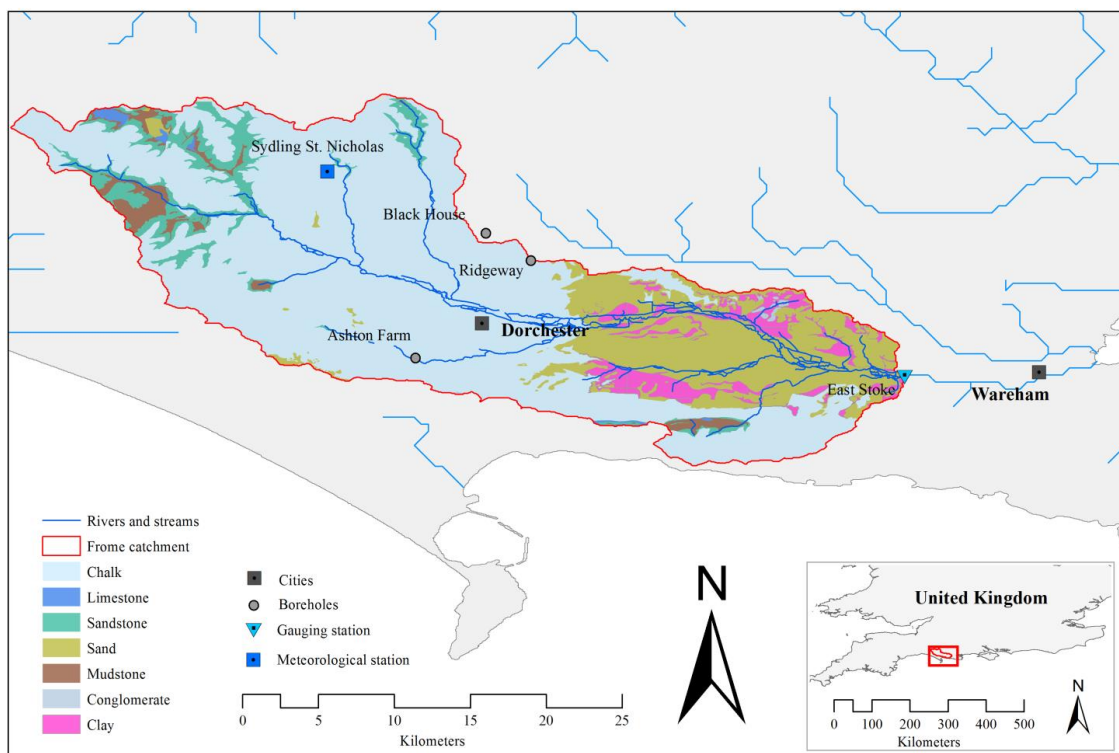 Sydling St. Nicholas
Black House
Ridgeway
Dorchester
Ashton Farm
East Stoke
Wareham
Rivers and streams
Frome catchment
Chalk
Limestone
Sandstone
Sand
Mudstone
Conglomerate
Clay
Cities
Boreholes
Gauging station
Meteorological station
0 5 10 15 20 25
Kilometers
N
United Kingdom
N
0 50 100 200 300 400 500
Kilometers